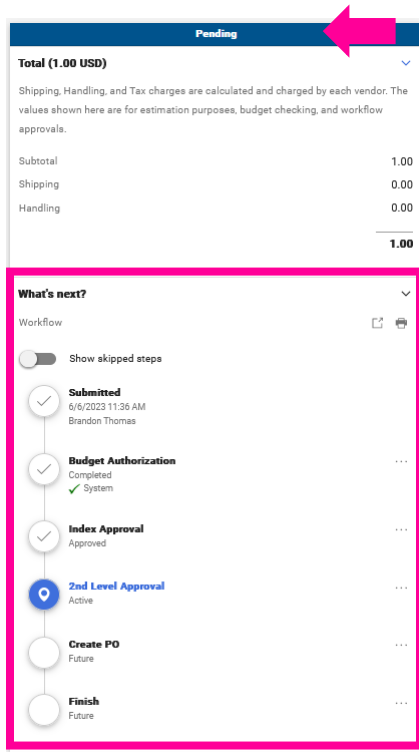 Pending
Total (1.00 USD)
Shipping, Handling, and Tax charges are calculated and charged by each vendor. The
values shown here are for estimation purposes, budget checking, and workflow
approvals.
Subtotal 1.00
Shipping 0.00
Handling 0.00
1.00
What's next?
Workflow
Show skipped steps
Submitted
6/6/2023 11:36 AM
Brandon Thomas
Budget Authorization ...
Completed
System
Index Approval ...
Approved
2nd Level Approval ...
Active
Create PO ...
Future
Finish ...
Future